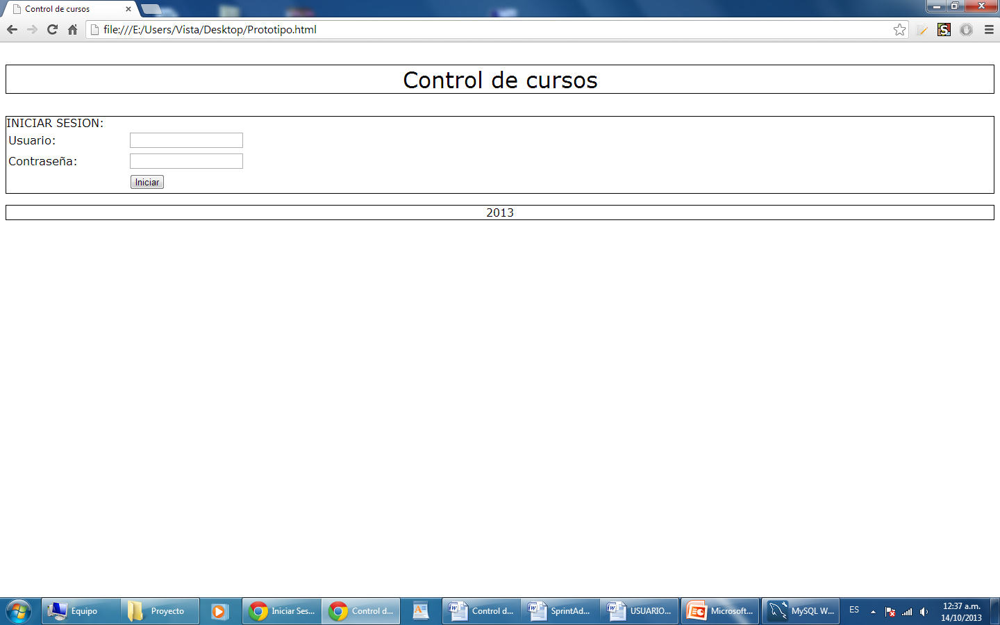 Control de cursos
file:///E:/Users/Vista/Desktop/Prototipo.html
S
Control de cursos
INICIAR SESION:
Usuario:
Contraseña:
Iniciar
2013
Equipo
Proyecto
Iniciar Ses...
Control d...
Control d...
SprintAd...
USUARIO...
Microsoft...
MySQL W...
ES
12:37 a.m.
14/10/2013